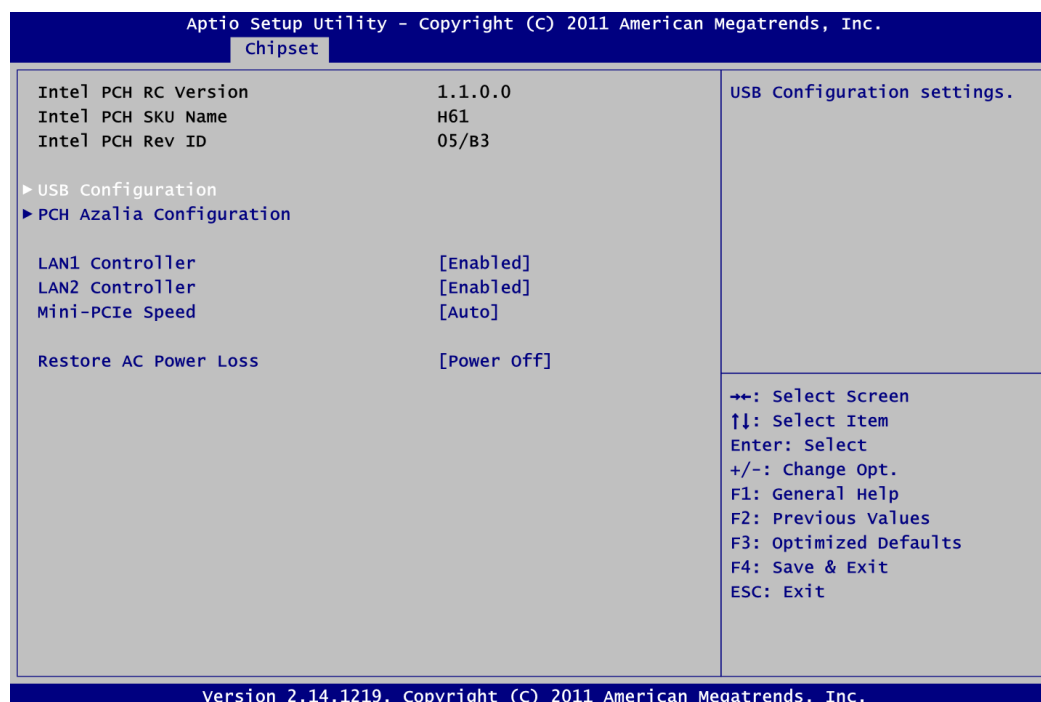 Aptio Setup Utility – Copyright (C) 2011 American Megatrends, Inc.
Chipset
Intel PCH RC Version 1.1.0.0
Intel PCH SKU Name H61
Intel PCH Rev ID 05/B3
▶ USB Configuration
▶ PCH Azalia Configuration
LAN1 Controller [Enabled]
LAN2 Controller [Enabled]
Mini-PCIe Speed [Auto]
Restore AC Power Loss [Power Off]
USB Configuration settings.
→←: Select Screen
↑↓: Select Item
Enter: Select
+/-: Change Opt.
F1: General Help
F2: Previous Values
F3: Optimized Defaults
F4: Save & Exit
ESC: Exit
Version 2.14.1219. Copyright (C) 2011 American Megatrends, Inc.